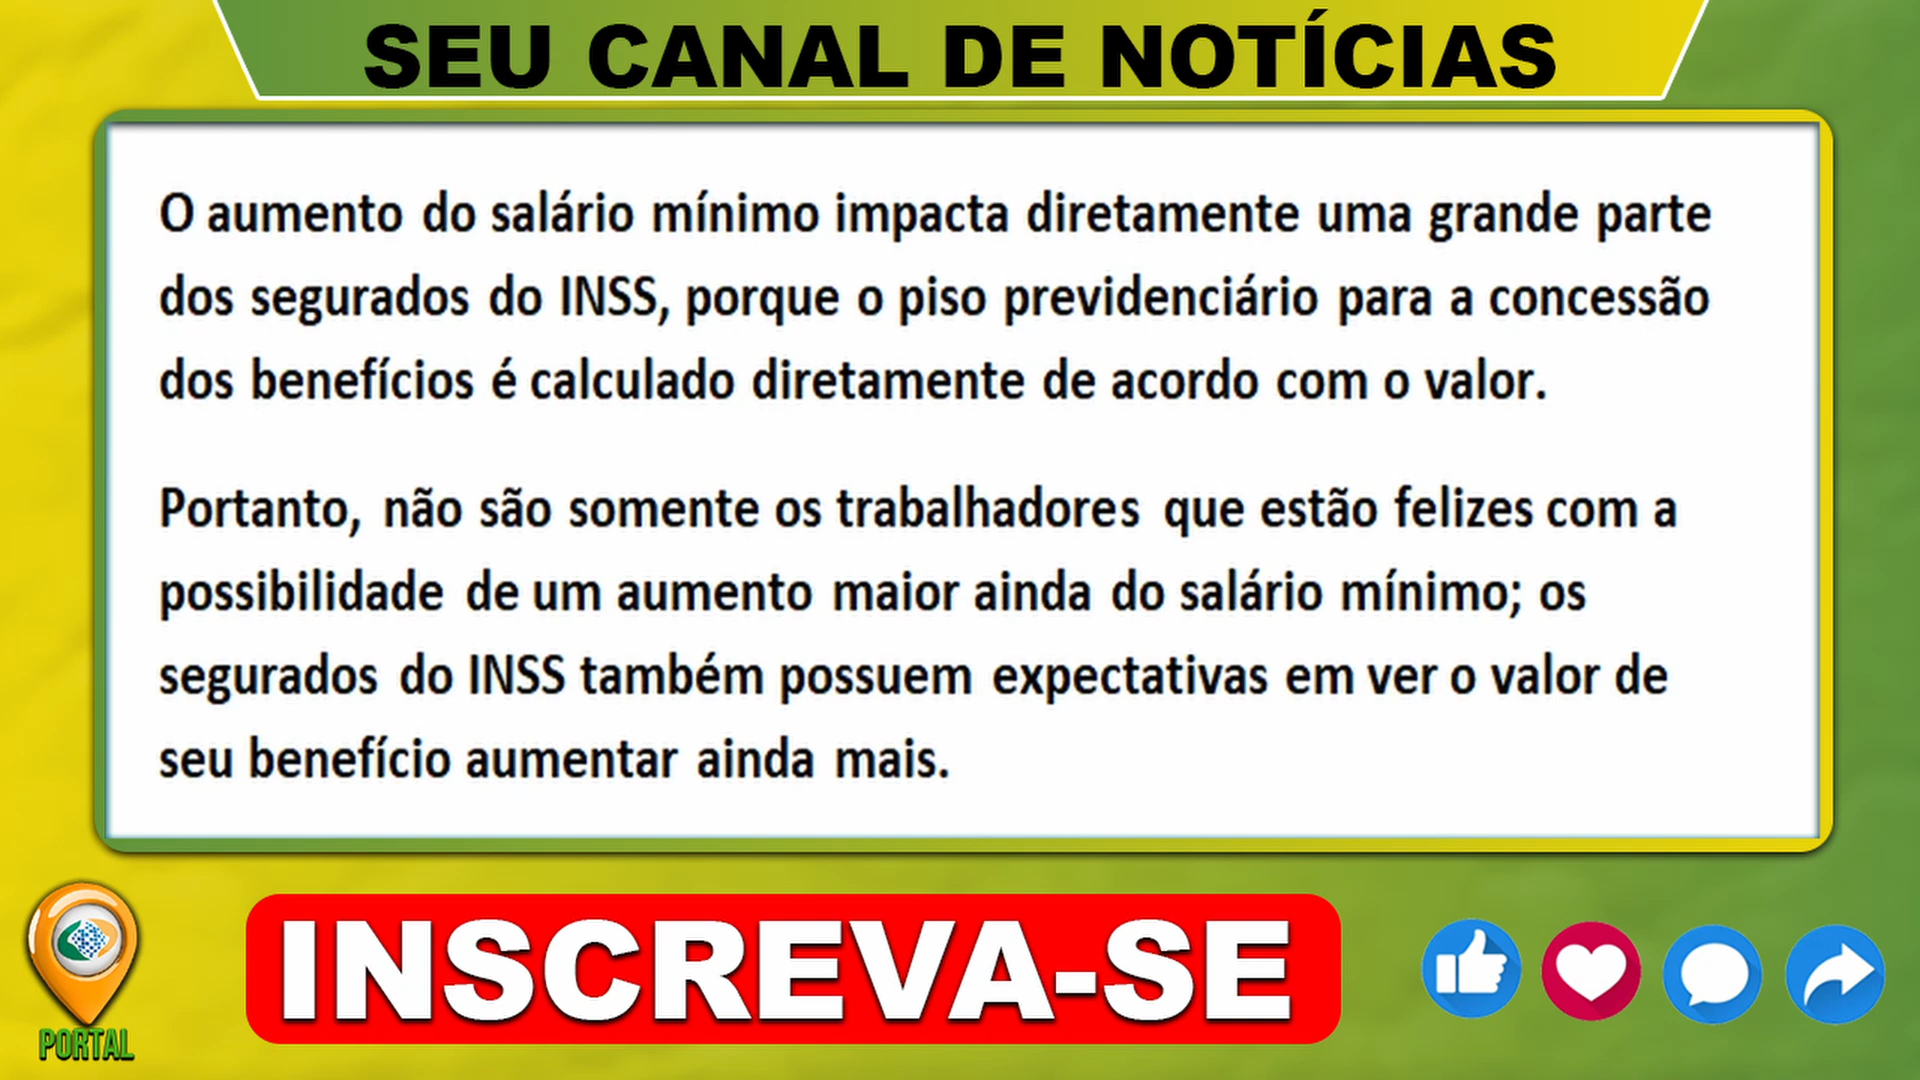 SEU CANAL DE NOTÍCIAS
O aumento do salário mínimo impacta diretamente uma grande parte
dos segurados do INSS, porque o piso previdenciário para a concessão
dos benefícios é calculado diretamente de acordo com o valor.
Portanto, não são somente os trabalhadores que estão felizes com a
possibilidade de um aumento maior ainda do salário mínimo; os
segurados do INSS também possuem expectativas em ver o valor de
seu benefício aumentar ainda mais.
INSCREVA-SE
PORTAL